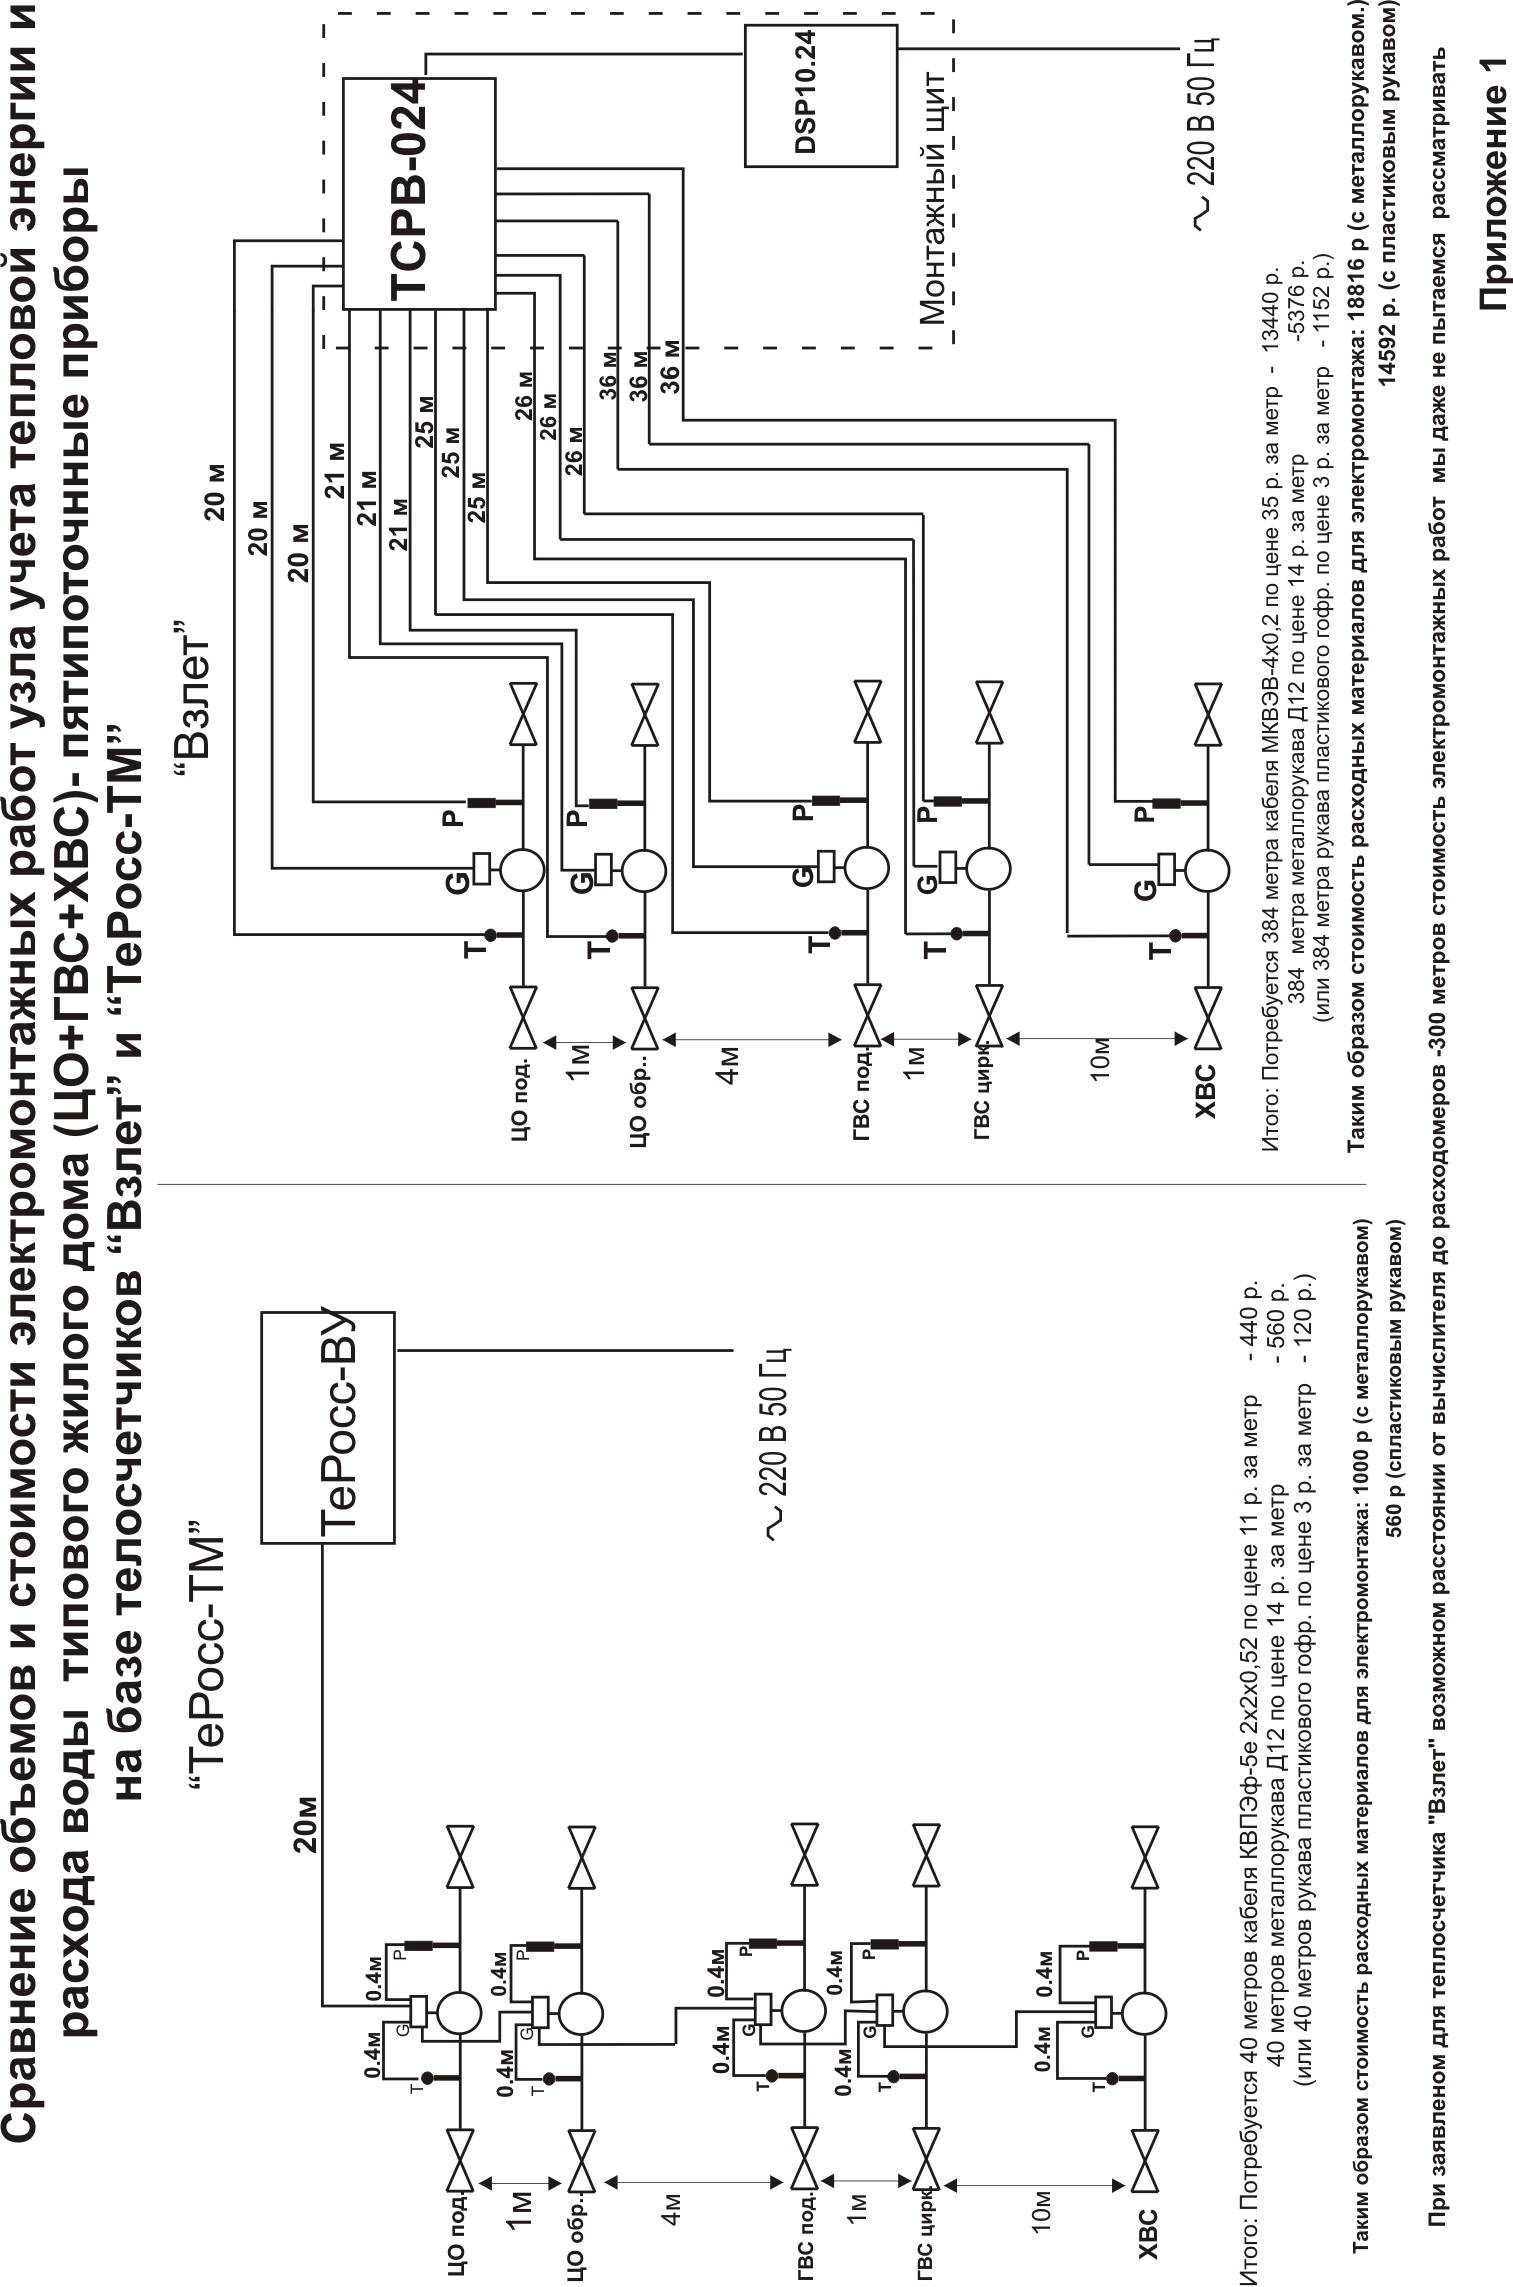 Сравнение объемов и стоимости электромонтажных работ узла учета тепловой энергии и
расхода воды типового жилого дома (ЦО+ГВС+ХВС)- пятипоточнные приборы
на базе телосчетчиков “Взлет” и “ТеРосс-ТМ”
“ТеРосс-ТМ”
ТеРосс-ВУ
20м
~ 220 В 50 Гц
0.4м
0.4м
T
G
P
ЦО под.
1м
0.4м
0.4м
T
G
P
ЦО обр..
4м
0.4м
0.4м
T
G
P
ГВС под.
1м
0.4м
0.4м
T
G
P
ГВС цирк.
10м
0.4м
0.4м
T
G
P
ХВС
Итого: Потребуется 40 метров кабеля КВПЭф-5е 2х2х0,52 по цене 11 р. за метр - 440 р.
40 метров металлорукава Д12 по цене 14 р. за метр - 560 р.
(или 40 метров рукава пластикового гофр. по цене 3 р. за метр - 120 р.)
Таким образом стоимость расходных материалов для электромонтажа: 1000 р (с металлорукавом)
560 р (спластиковым рукавом)
“Взлет”
ТСРВ-024
DSP10.24
Монтажный щит
~ 220 В 50 Гц
20 м
20 м
20 м
21 м
21 м
21 м
25 м
25 м
25 м
26 м
26 м
26 м
36 м
36 м
36 м
T
G
P
ЦО под.
1м
T
G
P
ЦО обр..
4м
T
G
P
ГВС под.
1м
T
G
P
ГВС цирк.
10м
T
G
P
ХВС
Итого: Потребуется 384 метра кабеля МКВЭВ-4х0,2 по цене 35 р. за метр - 13440 р.
384 метра металлорукава Д12 по цене 14 р. за метр -5376 р.
(или 384 метра рукава пластикового гофр. по цене 3 р. за метр - 1152 р.)
Таким образом стоимость расходных материалов для электромонтажа: 18816 р (с металлорукавом.)
14592 р. (с пластиковым рукавом)
При заявленом для теплосчетчика "Взлет" возможном расстоянии от вычислителя до расходомеров -300 метров стоимость электромонтажных работ мы даже не пытаемся рассматривать
Приложение 1